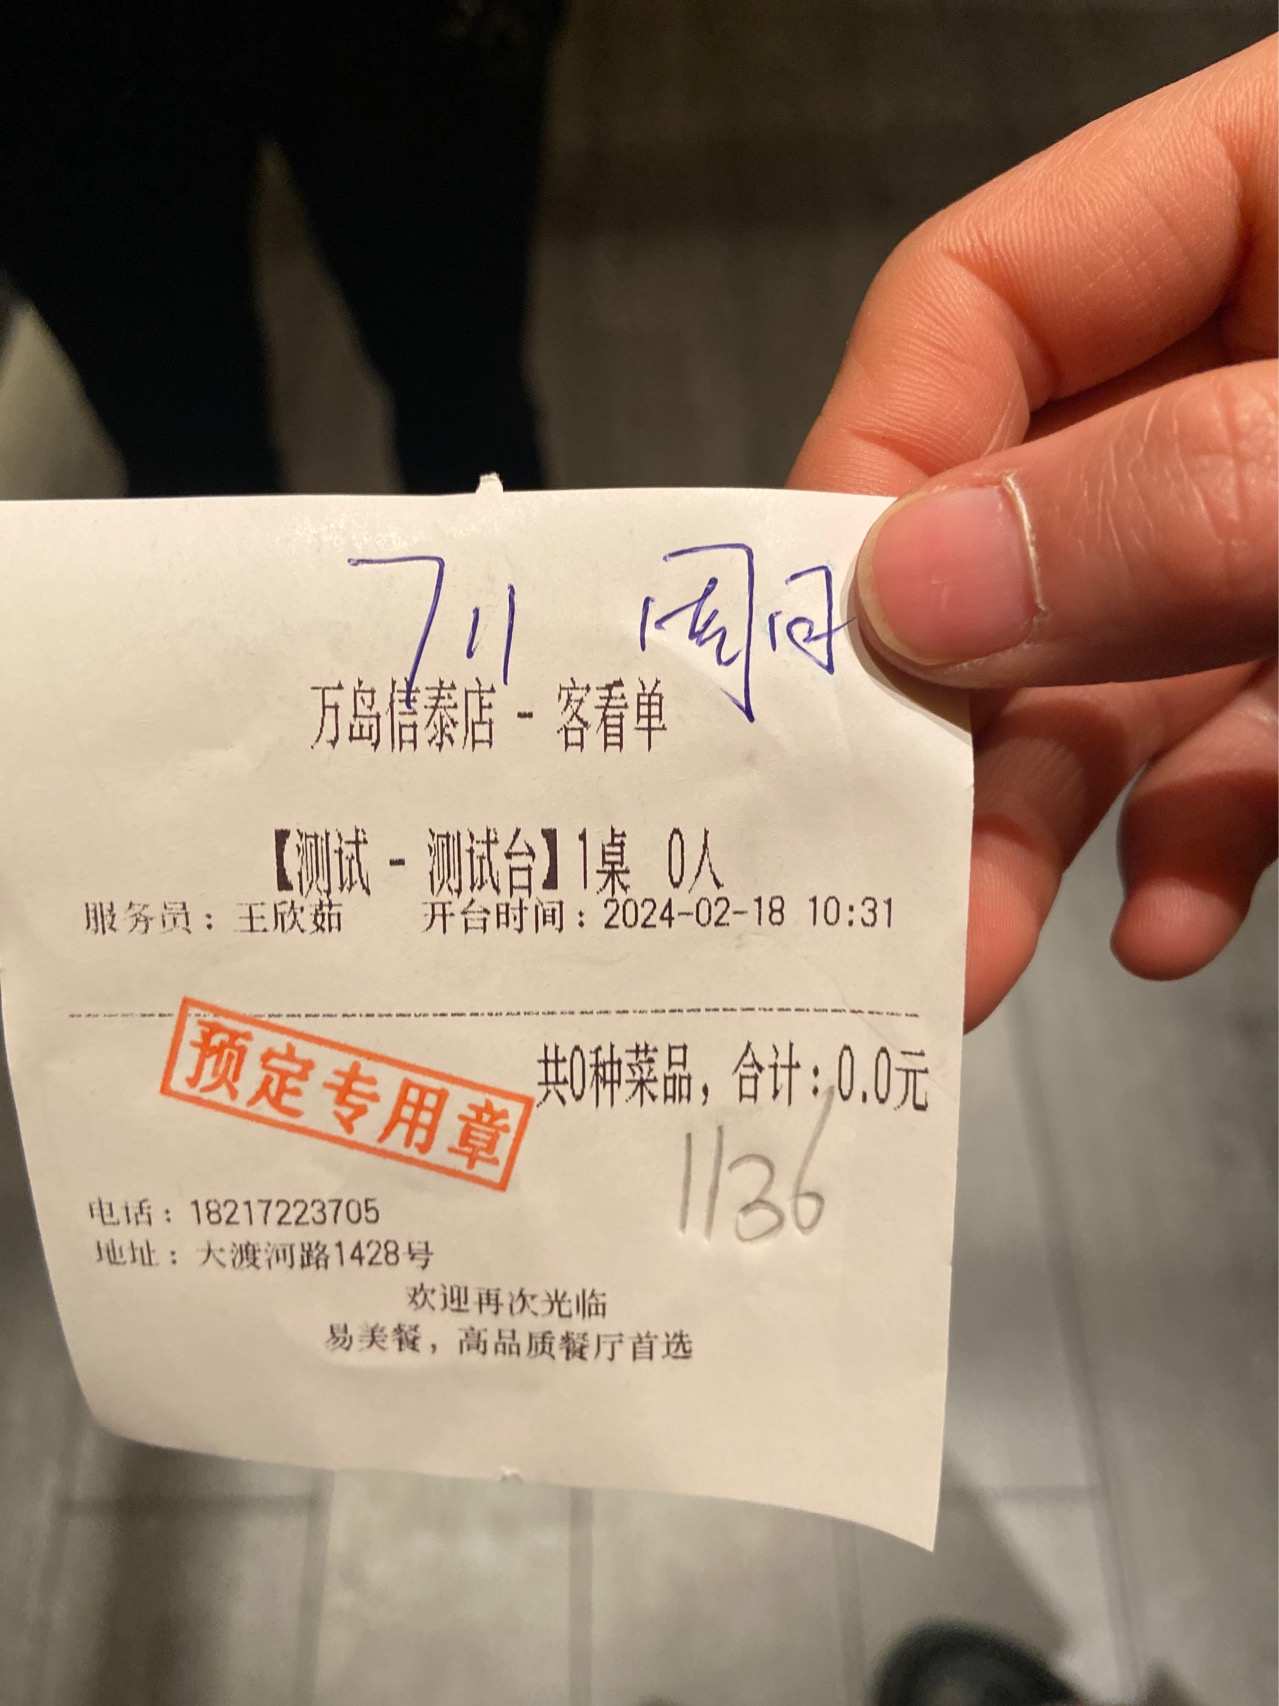 711 周日
万岛信泰店 - 客看单
【测试 - 测试台】1桌 0人
服务员：王欣茹 开台时间：2024-02-18 10:31
共0种菜品，合计：0.0元
预定专用章
1136
电话：18217223705
地址：大渡河路1428号
欢迎再次光临
易美餐，高品质餐厅首选